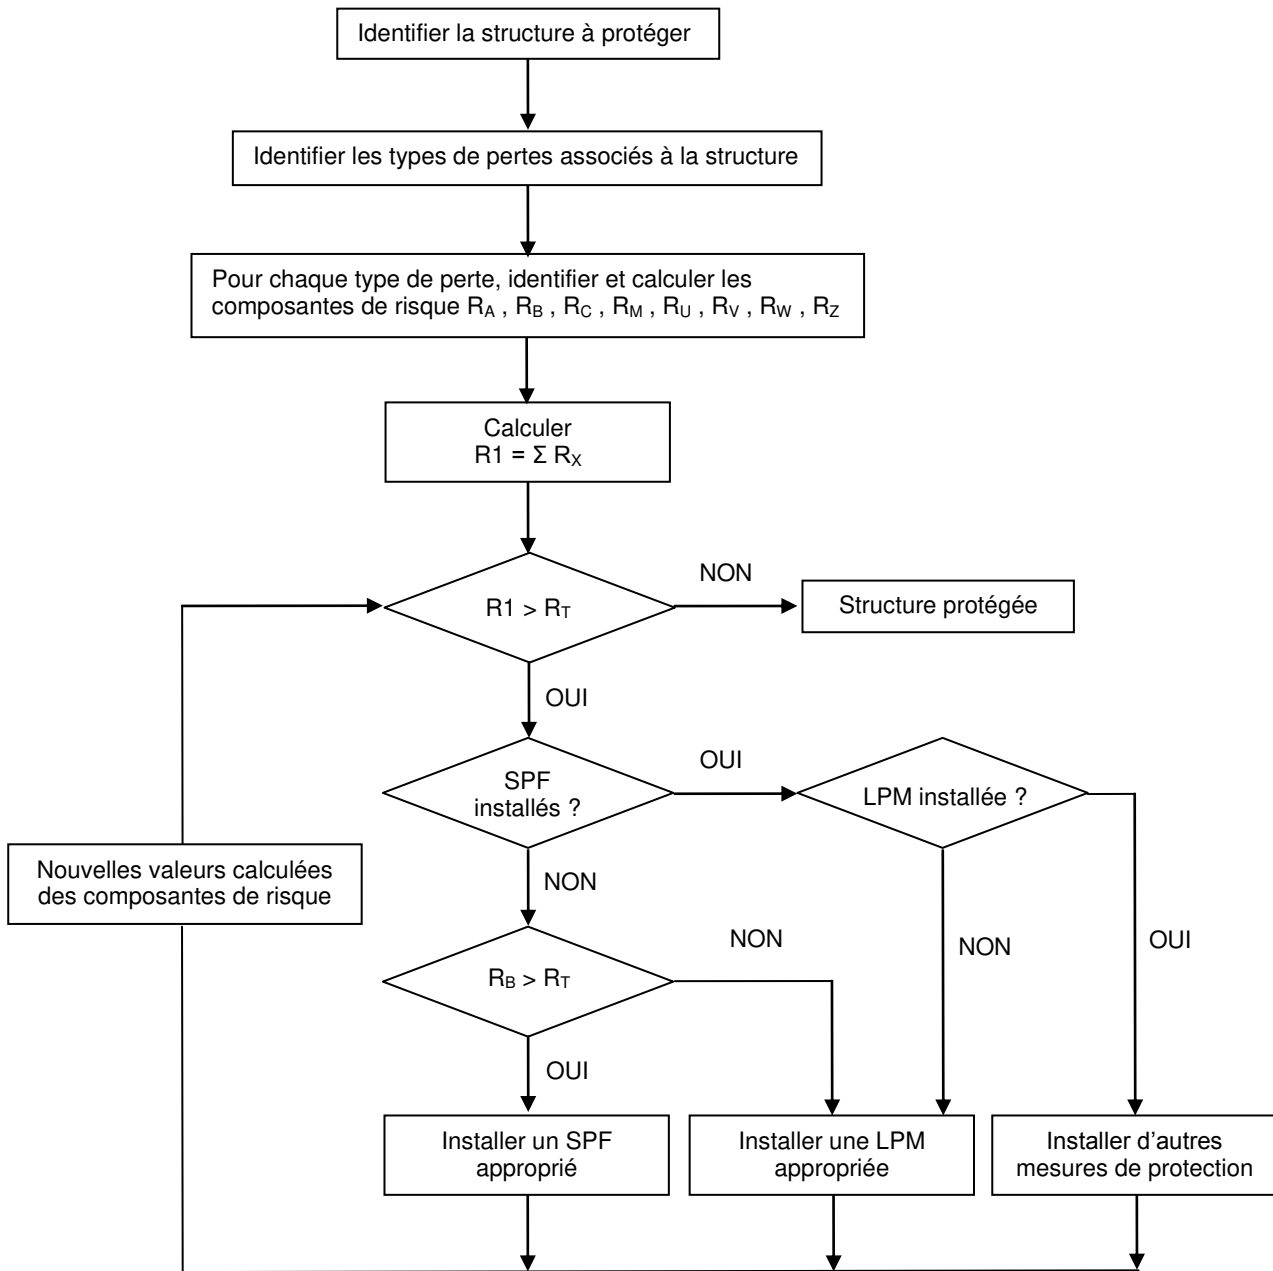 Identifier la structure à protéger
Identifier les types de pertes associés à la structure
Pour chaque type de perte, identifier et calculer les
composantes de risque RA , RB , RC , RM , RU , RV , RW , RZ
Calculer
R1 = Σ RX
R1 > RT
NON
Structure protégée
OUI
SPF
installés ?
OUI
LPM installée ?
Nouvelles valeurs calculées
des composantes de risque
NON
RB > RT
NON
NON
OUI
OUI
Installer un SPF
approprié
Installer une LPM
appropriée
Installer d'autres
mesures de protection